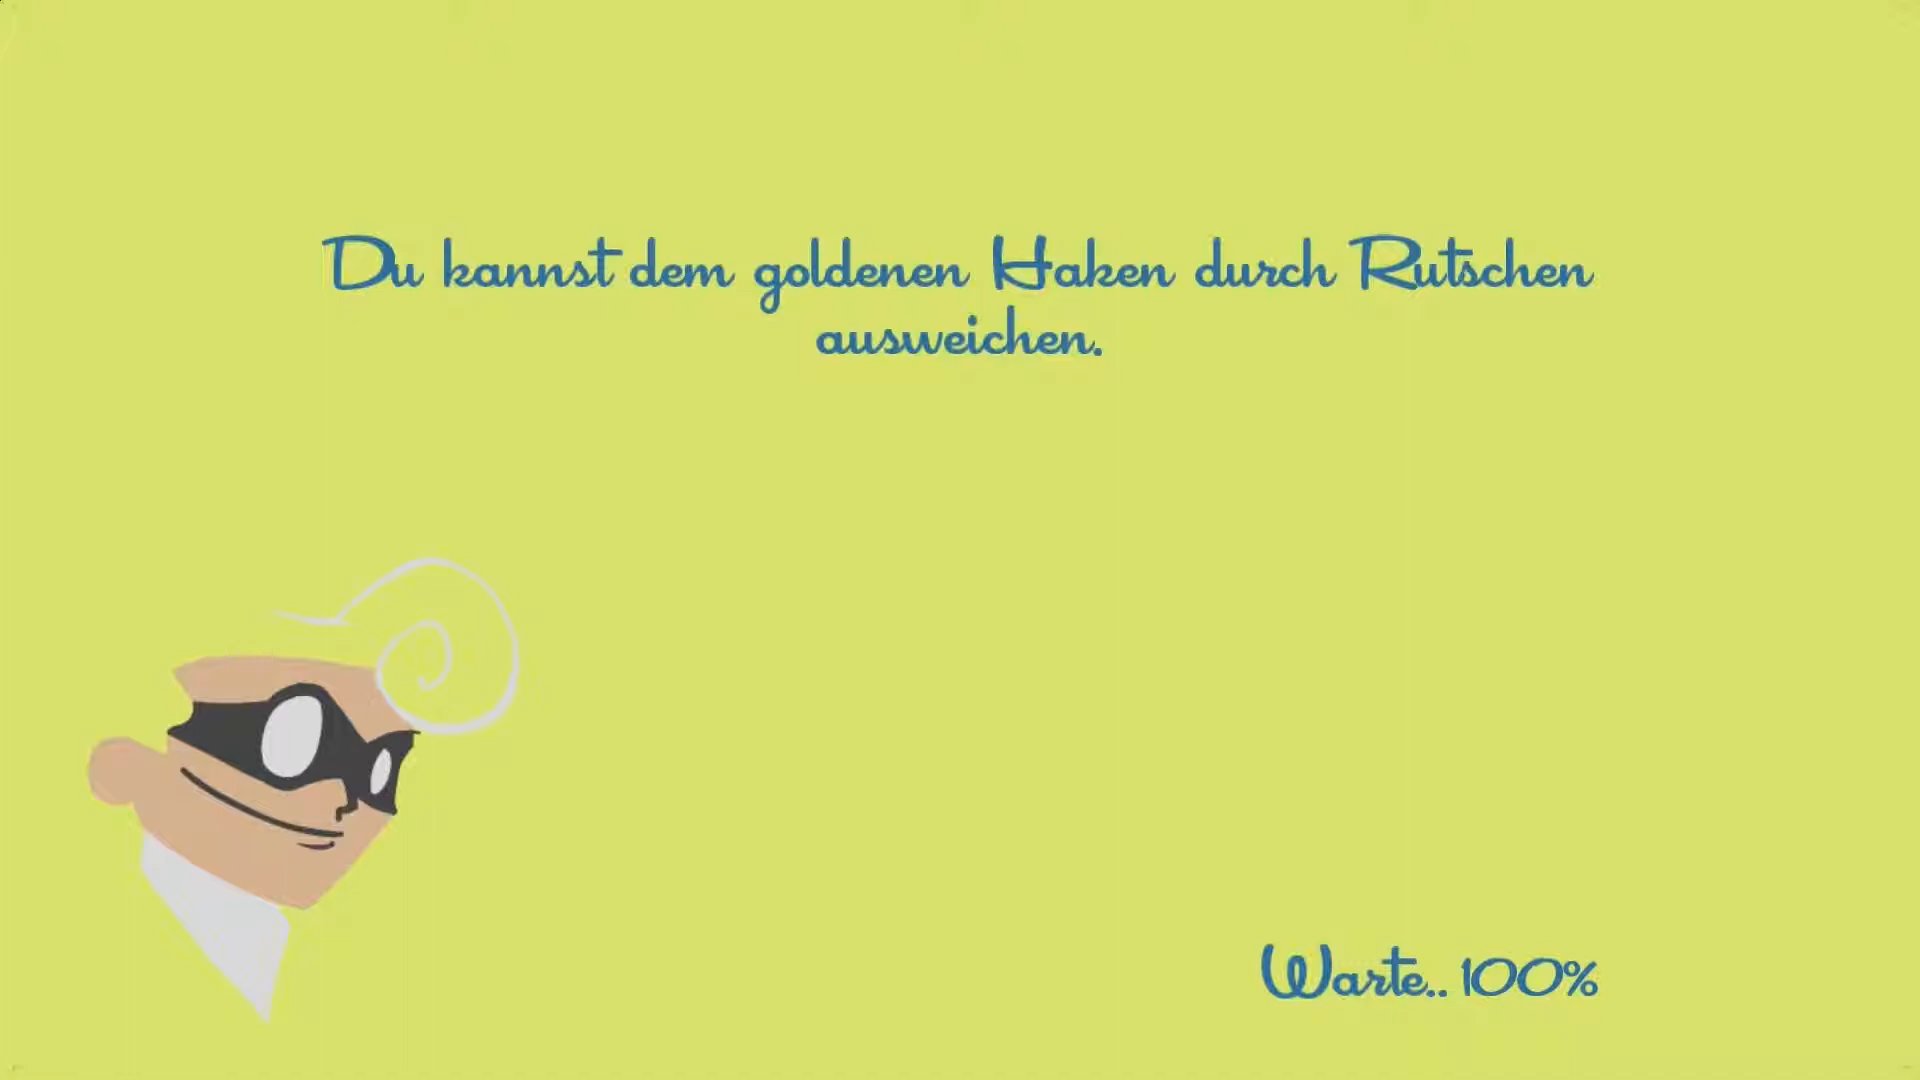 Du kannst dem goldenen Haken durch Rutschen
ausweichen.
Warte.. 100%